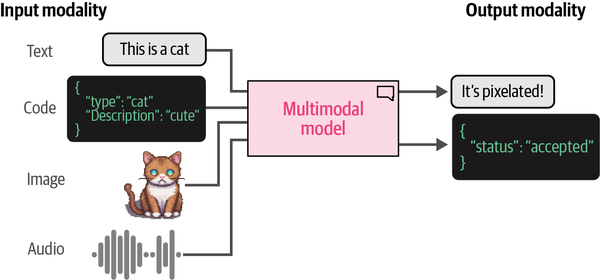 Input modality
Output modality
Text
This is a cat
Code
{
"type": "cat"
"Description": "cute"
}
Image
Audio
Multimodal
model
It's pixelated!
{
"status": "accepted"
}